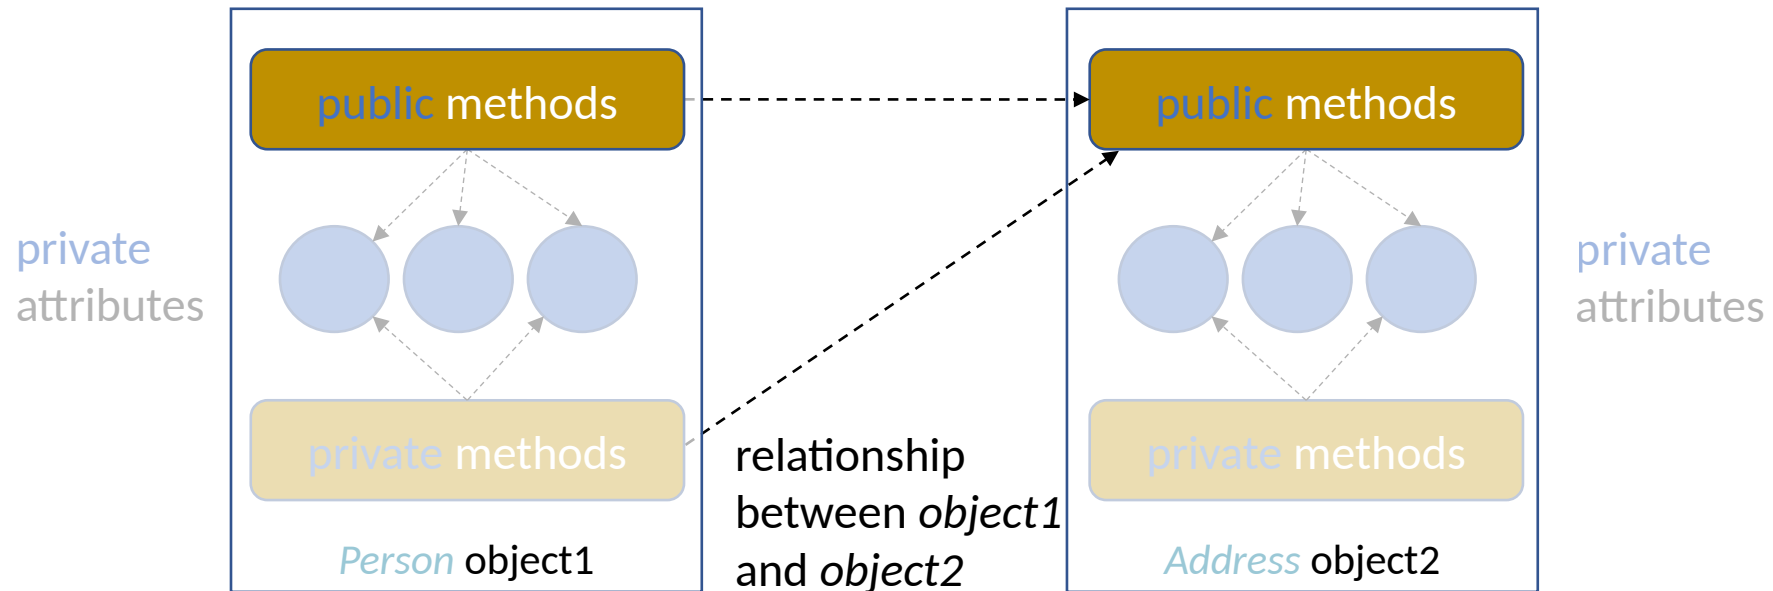 public methods
public methods
private
attributes
private
attributes
private methods
relationship
between object1
and object2
private methods
Person object1
Address object2